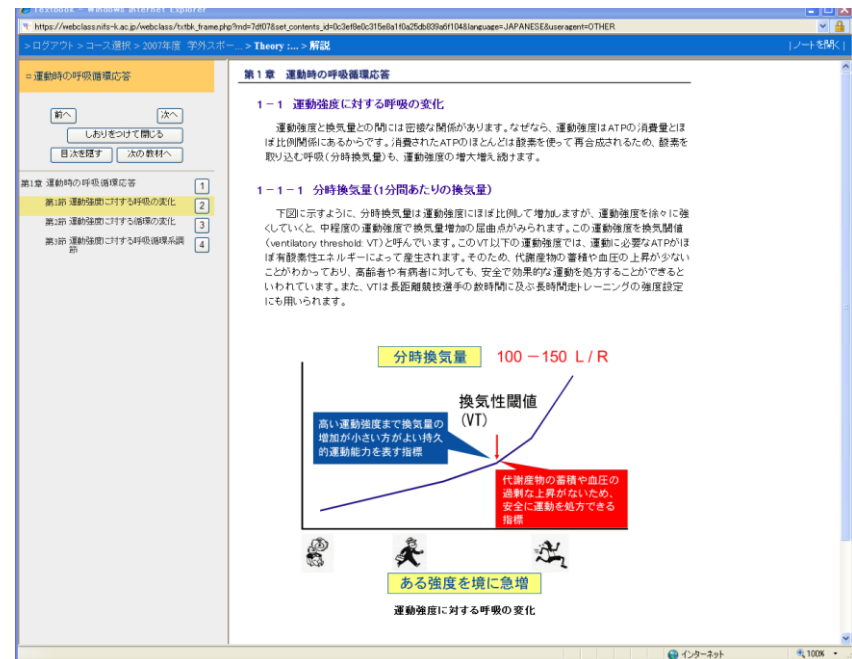 Textbook - Windows Internet Explorer
https://webclass.nifs-k.ac.jp/webclass/txtbk_frame.php?md=7df07&set_contents_id=0c3ef8e0c315e8a1f0a25db839a6f104&language=JAPANESE&useragent=OTHER
>ログアウト > コース選択 > 2007年度 学外スポー... > Theory :... > 解説
|ノートを開く|
運動時の呼吸循環応答
前へ
次へ
しおりをつけて閉じる
目次を隠す
次の教材へ
第1章 運動時の呼吸循環応答 1
第1節 運動強度に対する呼吸の変化 2
第2節 運動強度に対する循環の変化 3
第3節 運動強度に対する呼吸循環系調 4
節
第1章 運動時の呼吸循環応答
1-1 運動強度に対する呼吸の変化
運動強度と換気量との間には密接な関係があります。なぜなら、運動強度はATPの消費量とほ
ぼ比例関係にあるからです。消費されたATPのほとんどは酸素を使って再合成されるため、酸素を
取り込む呼吸(分時換気量)も、運動強度の増大増え続けます。
1-1-1 分時換気量(1分間あたりの換気量)
下図に示すように、分時換気量は運動強度にほぼ比例して増加しますが、運動強度を徐々に強
くしていくと、中程度の運動強度で換気量増加の屈曲点がみられます。この運動強度を換気閾値
(ventilatory threshold: VT)と呼んでいます。このVT以下の運動強度では、運動に必要なATPがほ
ぼ有酸素性エネルギーによって産生されます。そのため、代謝産物の蓄積や血圧の上昇が少ない
ことがわかっており、高齢者や有病者に対しても、安全で効果的な運動を処方することができると
いわれています。また、VTは長距離競技選手の数時間に及ぶ長時間走トレーニングの強度設定
にも用いられます。
分時換気量
100-150 L/R
換気性閾値
(VT)
高い運動強度まで換気量の
増加が小さい方がよい持久
的運動能力を表す指標
代謝産物の蓄積や血圧の
過剰な上昇がないため、
安全に運動を処方できる
指標
ある強度を境に急増
運動強度に対する呼吸の変化
インターネット
100%